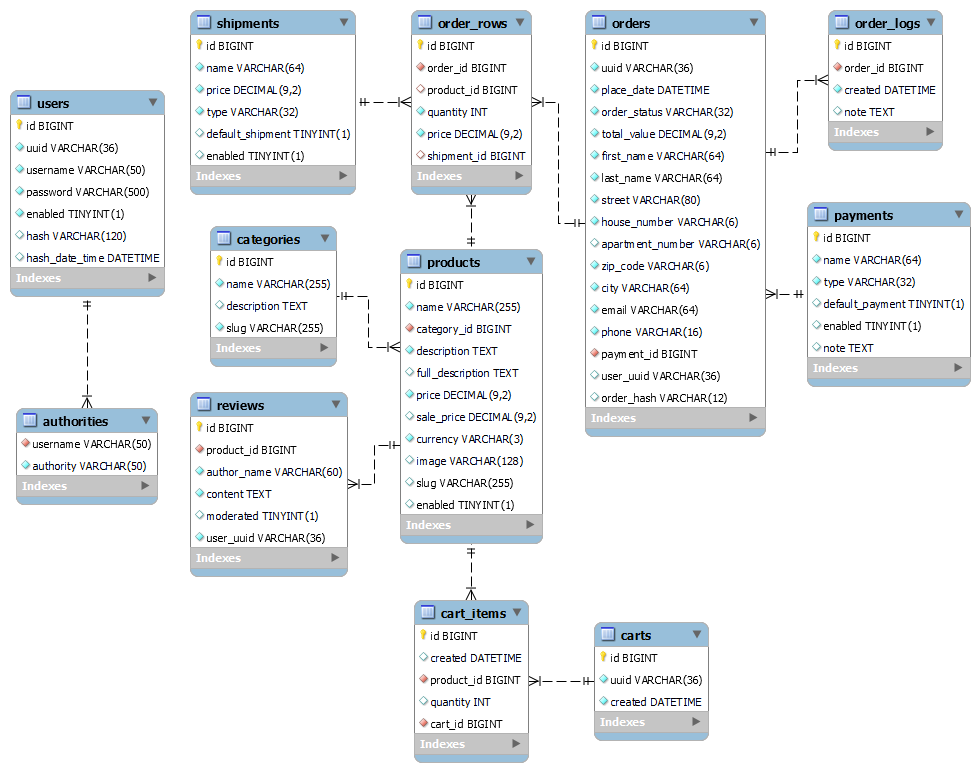 shipments
id BIGINT
name VARCHAR(64)
price DECIMAL(9,2)
type VARCHAR(32)
default_shipment TINYINT(1)
enabled TINYINT(1)
Indexes
order_rows
id BIGINT
order_id BIGINT
product_id BIGINT
quantity INT
price DECIMAL(9,2)
shipment_id BIGINT
Indexes
orders
id BIGINT
uuid VARCHAR(36)
place_date DATETIME
order_status VARCHAR(32)
total_value DECIMAL(9,2)
first_name VARCHAR(64)
last_name VARCHAR(64)
street VARCHAR(80)
house_number VARCHAR(6)
apartment_number VARCHAR(6)
zip_code VARCHAR(6)
city VARCHAR(64)
email VARCHAR(64)
phone VARCHAR(16)
payment_id BIGINT
user_uuid VARCHAR(36)
order_hash VARCHAR(12)
Indexes
order_logs
id BIGINT
order_id BIGINT
created DATETIME
note TEXT
Indexes
users
id BIGINT
uuid VARCHAR(36)
username VARCHAR(50)
password VARCHAR(500)
enabled TINYINT(1)
hash VARCHAR(120)
hash_date_time DATETIME
Indexes
payments
id BIGINT
name VARCHAR(64)
type VARCHAR(32)
default_payment TINYINT(1)
enabled TINYINT(1)
note TEXT
Indexes
categories
id BIGINT
name VARCHAR(255)
description TEXT
slug VARCHAR(255)
Indexes
products
id BIGINT
name VARCHAR(255)
category_id BIGINT
description TEXT
full_description TEXT
price DECIMAL(9,2)
sale_price DECIMAL(9,2)
currency VARCHAR(3)
image VARCHAR(128)
slug VARCHAR(255)
enabled TINYINT(1)
Indexes
reviews
id BIGINT
product_id BIGINT
author_name VARCHAR(60)
content TEXT
moderated TINYINT(1)
user_uuid VARCHAR(36)
Indexes
authorities
username VARCHAR(50)
authority VARCHAR(50)
Indexes
cart_items
id BIGINT
created DATETIME
product_id BIGINT
quantity INT
cart_id BIGINT
Indexes
carts
id BIGINT
uuid VARCHAR(36)
created DATETIME
Indexes